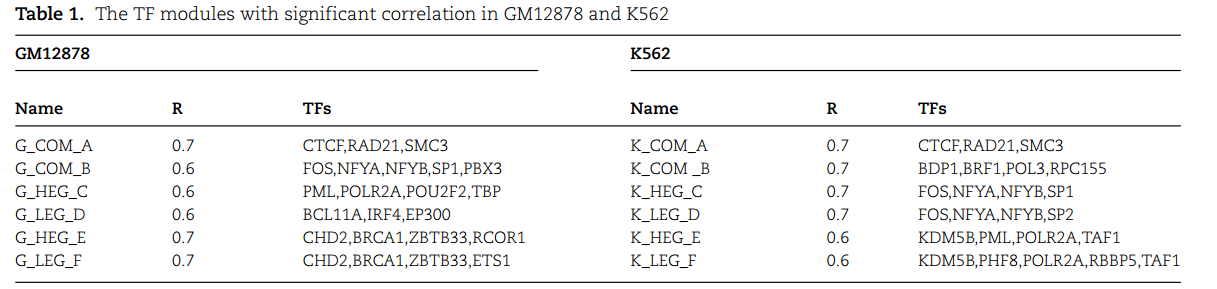 Table 1. The TF modules with significant correlation in GM12878 and K562
GM12878 K562
Name R TFs Name R TFs
G_COM_A 0.7 CTCF,RAD21,SMC3 K_COM_A 0.7 CTCF,RAD21,SMC3
G_COM_B 0.6 FOS,NFYA,NFYB,SP1,PBX3 K_COM _B 0.7 BDP1,BRF1,POL3,RPC155
G_HEG_C 0.6 PML,POLR2A,POU2F2,TBP K_HEG_C 0.7 FOS,NFYA,NFYB,SP1
G_LEG_D 0.6 BCL11A,IRF4,EP300 K_LEG_D 0.7 FOS,NFYA,NFYB,SP2
G_HEG_E 0.7 CHD2,BRCA1,ZBTB33,RCOR1 K_HEG_E 0.6 KDM5B,PML,POLR2A,TAF1
G_LEG_F 0.7 CHD2,BRCA1,ZBTB33,ETS1 K_LEG_F 0.6 KDM5B,PHF8,POLR2A,RBBP5,TAF1